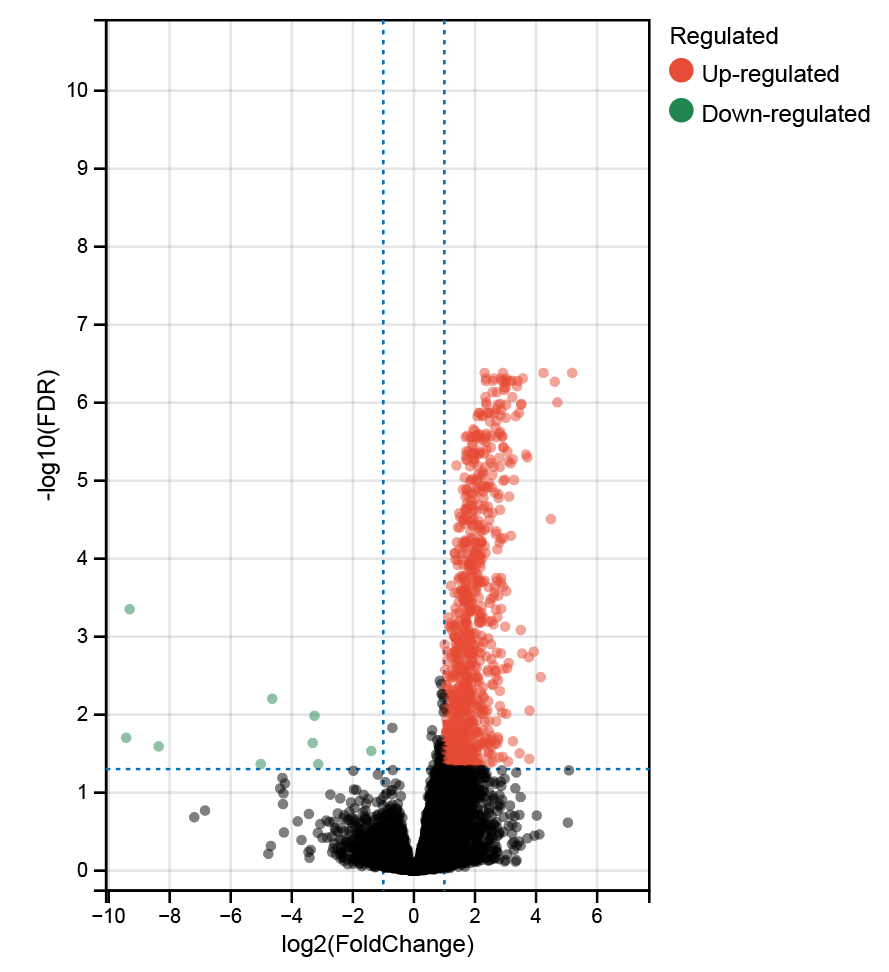 Regulated
Up-regulated
Down-regulated
10
9
8
7
6
5
4
3
2
1
0
-log10(FDR)
−10 −8 −6 −4 −2 0 2 4 6
log2(FoldChange)